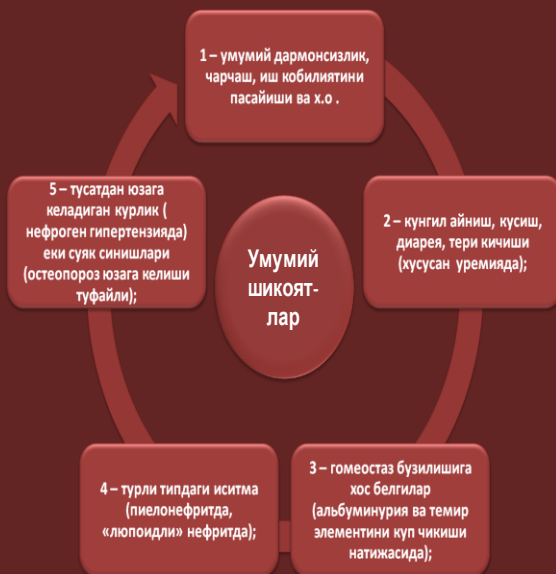 1 – умумий дармонсизлик,
чарчаш, иш кобилиятини
пасайиши ва х.о .
2 – кунгил айниш, кусиш,
диарея, тери кичиши
(хусусан уремияда);
3 – гомеостаз бузилишига
хос белгилар
(альбуминурия ва темир
элементини куп чикиши
натижасида);
4 – турли типдаги иситма
(пиелонефритда,
«люпоидли» нефритда);
5 – тусатдан юзага
келадиган курлик (
нефроген гипертензияда)
еки суяк синишлари
(остеопороз юзага келиши
туфайли);
Умумий
шикоят-
лар